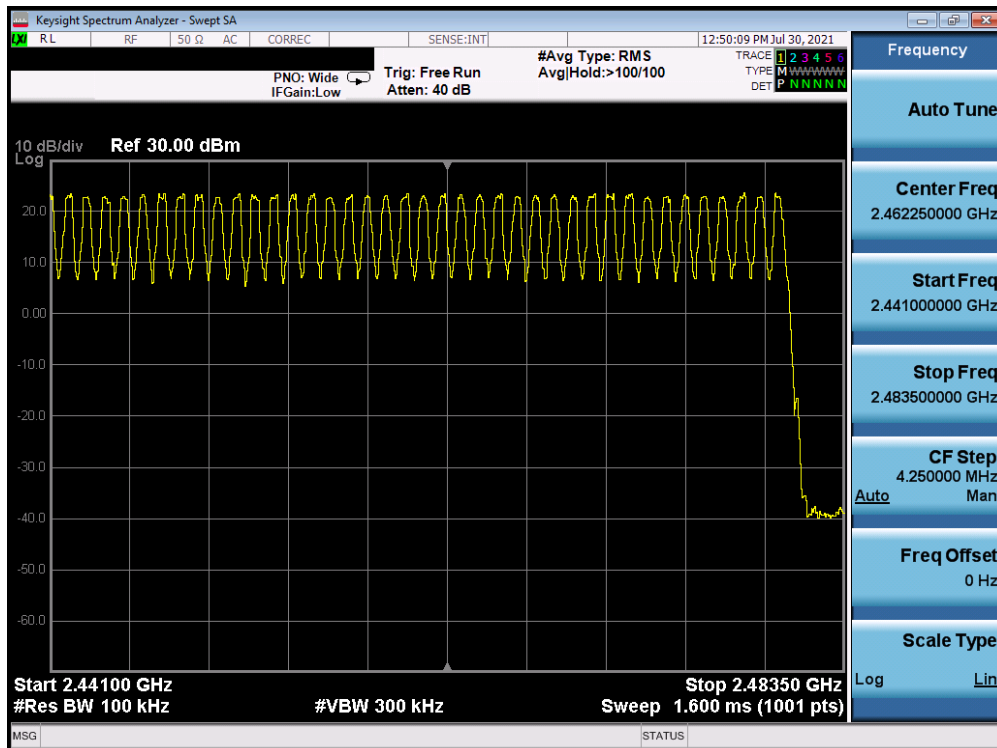 Keysight Spectrum Analyzer - Swept SA
LXI RL RF 50 Ω AC CORREC SENSE:INT 12:50:09 PM Jul 30, 2021
PNO: Wide
IFGain:Low
Trig: Free Run
Atten: 40 dB
#Avg Type: RMS
Avg|Hold:>100/100
TRACE 1 2 3 4 5 6
TYPE M WWWWW
DET P N N N N N
10 dB/div Ref 30.00 dBm
Log
20.0
10.0
0.00
-10.0
-20.0
-30.0
-40.0
-50.0
-60.0
Start 2.44100 GHz Stop 2.48350 GHz
#Res BW 100 kHz #VBW 300 kHz Sweep 1.600 ms (1001 pts)
MSG STATUS
Frequency
Auto Tune
Center Freq
2.462250000 GHz
Start Freq
2.441000000 GHz
Stop Freq
2.483500000 GHz
CF Step
4.250000 MHz
Auto Man
Freq Offset
0 Hz
Scale Type
Log Lin